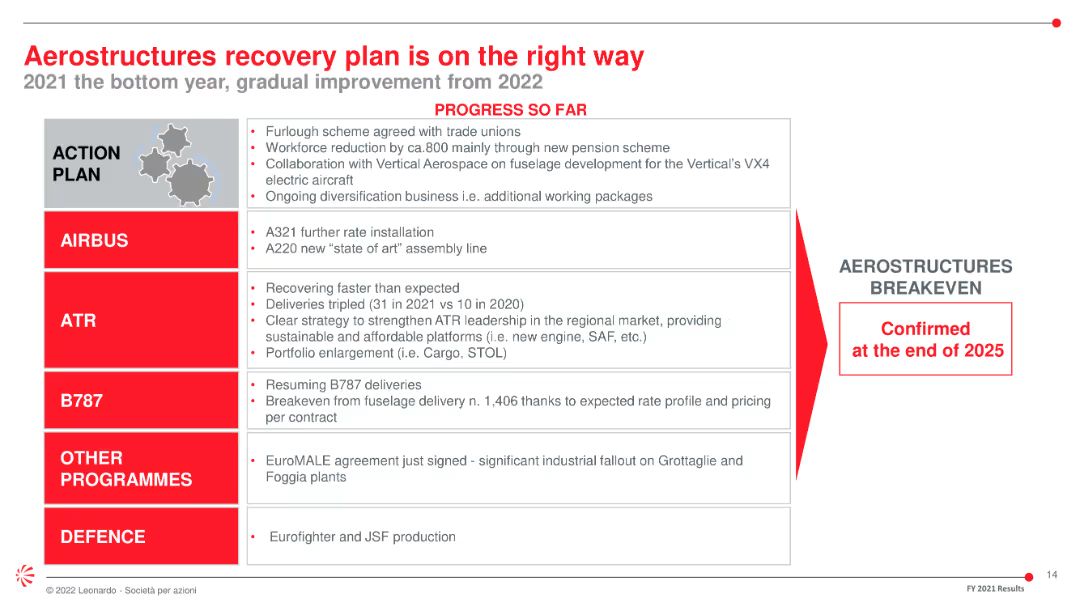 Aerostructures recovery plan is on the right way
2021 the bottom year, gradual improvement from 2022
PROGRESS SO FAR
ACTION
PLAN
• Furlough scheme agreed with trade unions
• Workforce reduction by ca.800 mainly through new pension scheme
• Collaboration with Vertical Aerospace on fuselage development for the Vertical's VX4
electric aircraft
• Ongoing diversification business i.e. additional working packages
AIRBUS
• A321 further rate installation
• A220 new “state of art” assembly line
ATR
• Recovering faster than expected
• Deliveries tripled (31 in 2021 vs 10 in 2020)
• Clear strategy to strengthen ATR leadership in the regional market, providing
sustainable and affordable platforms (i.e. new engine, SAF, etc.)
• Portfolio enlargement (i.e. Cargo, STOL)
B787
• Resuming B787 deliveries
• Breakeven from fuselage delivery n. 1,406 thanks to expected rate profile and pricing
per contract
OTHER
PROGRAMMES
• EuroMALE agreement just signed - significant industrial fallout on Grottaglie and
Foggia plants
DEFENCE
• Eurofighter and JSF production
AEROSTRUCTURES
BREAKEVEN
Confirmed
at the end of 2025
© 2022 Leonardo - Società per azioni
FY 2021 Results
14